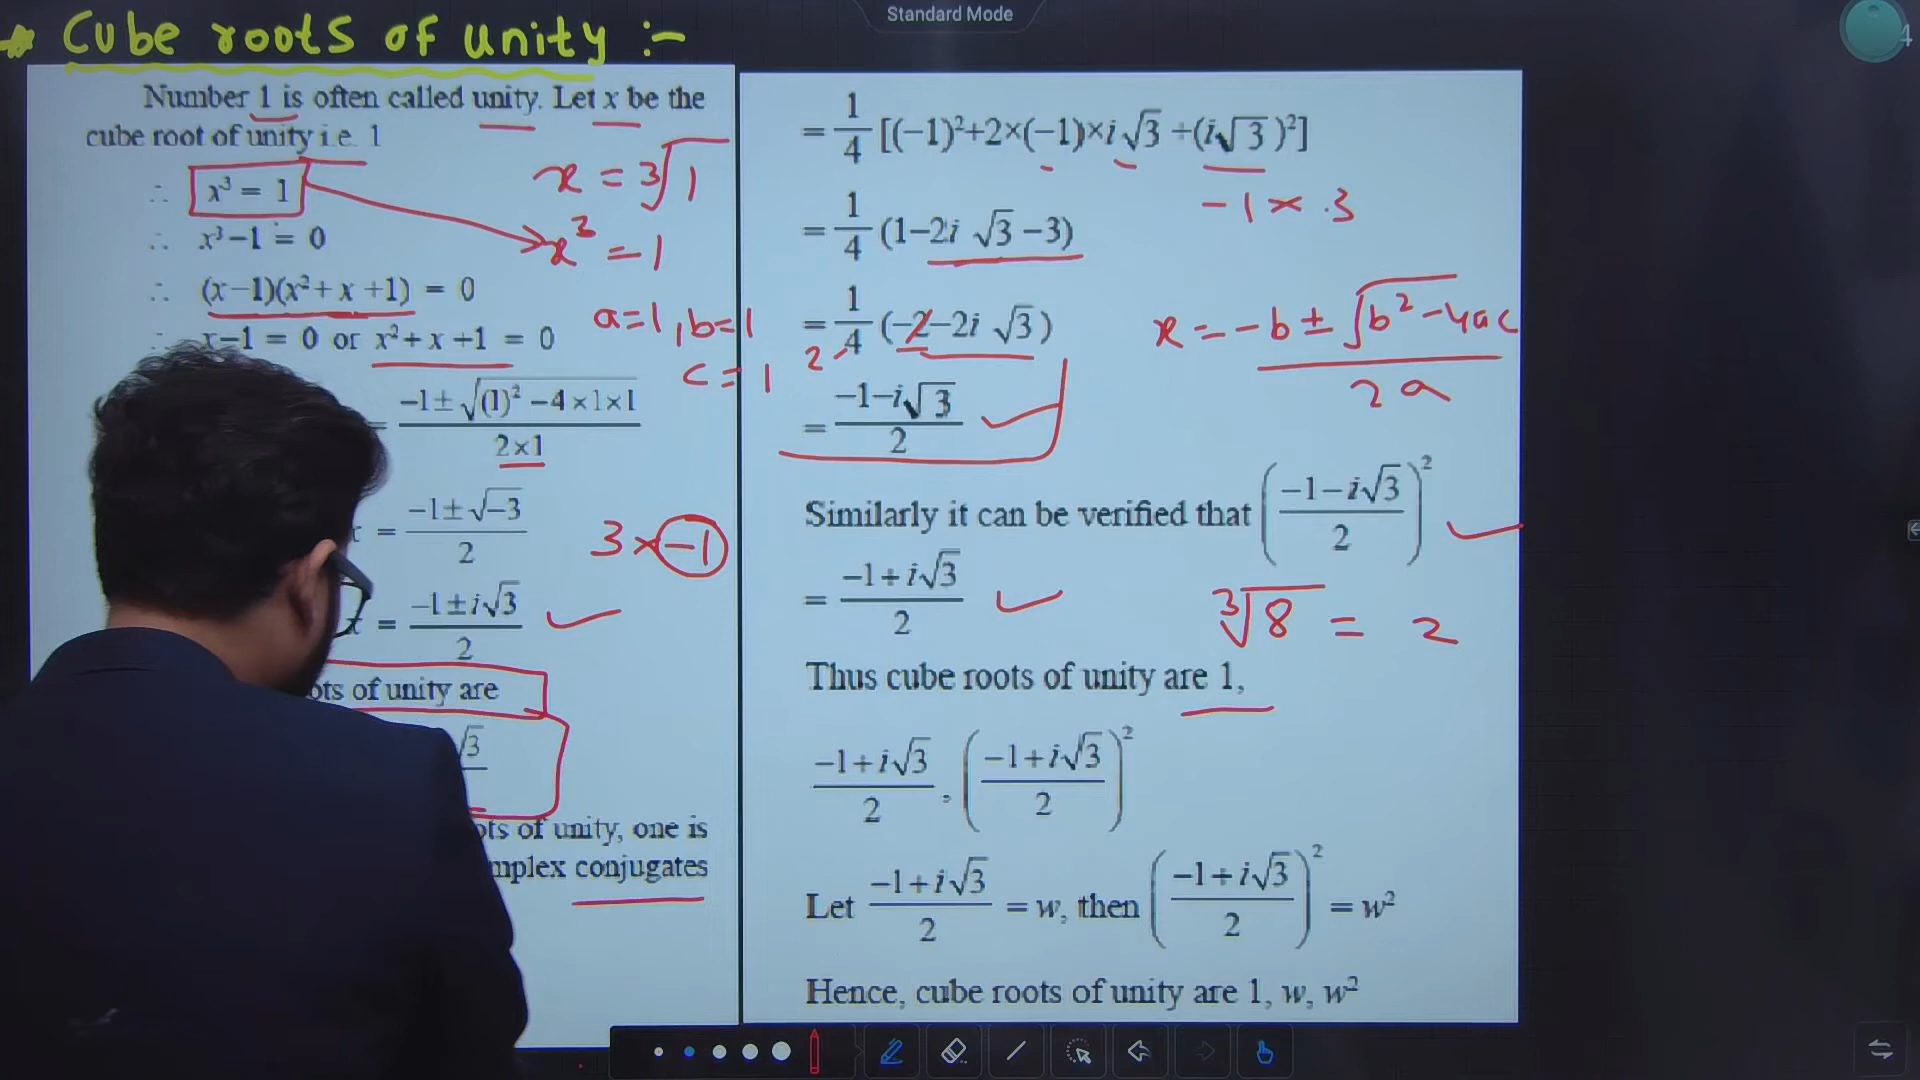 Standard Mode
* Cube roots of unity :-
Number 1 is often called unity. Let x be the
cube root of unity i.e. 1
∴ x³ = 1
x = ∛1
∴ x³−1 = 0
x³ = 1
∴ (x−1)(x²+x+1) = 0
∴ x−1 = 0 or x²+x+1 = 0
a=1, b=1
c=1
= (−1±√((1)²−4×1×1))/(2×1)
x = (−1±√−3)/2
3×−1
x = (−1±i√3)/2
ots of unity are
√3
ots of unity, one is
mplex conjugates
= 1/4 [(−1)²+2×(−1)×i√3+(i√3)²]
−1×3
= 1/4 (1−2i√3−3)
= 1/4 (−2−2i√3)
2
x = (−b±√(b²−4ac))/2a
= (−1−i√3)/2
Similarly it can be verified that ((−1−i√3)/2)²
= (−1+i√3)/2
∛8 = 2
Thus cube roots of unity are 1,
(−1+i√3)/2, ((−1+i√3)/2)²
Let (−1+i√3)/2 = w, then ((−1+i√3)/2)² = w²
Hence, cube roots of unity are 1, w, w²